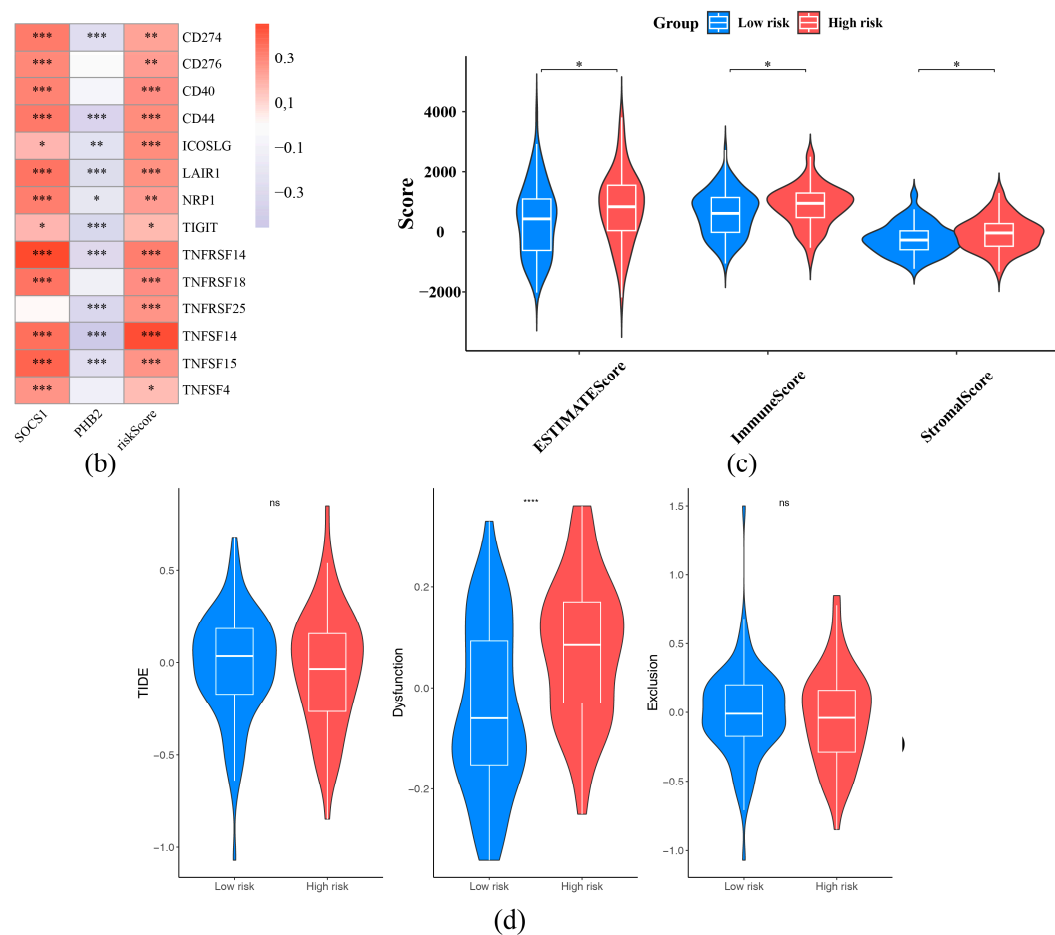 *** *** ** CD274
*** ** CD276
*** *** CD40
*** *** *** CD44
* ** *** ICOSLG
*** *** *** LAIR1
*** * ** NRP1
* *** * TIGIT
*** *** *** TNFRSF14
*** *** TNFRSF18
*** *** TNFRSF25
*** *** *** TNFSF14
*** *** *** TNFSF15
*** * TNFSF4
SOCS1 PHB2 riskScore
0.3
0,1
−0.1
−0.3
(b)
Group Low risk High risk
* * *
Score
4000
2000
0
−2000
ESTIMATEScore ImmuneScore StromalScore
(c)
ns
TIDE
0.5
0.0
−0.5
−1.0
Low risk High risk
****
Dysfunction
0.2
0.0
−0.2
Low risk High risk
ns
Exclusion
1.5
1.0
0.5
0.0
−0.5
−1.0
Low risk High risk
(d)